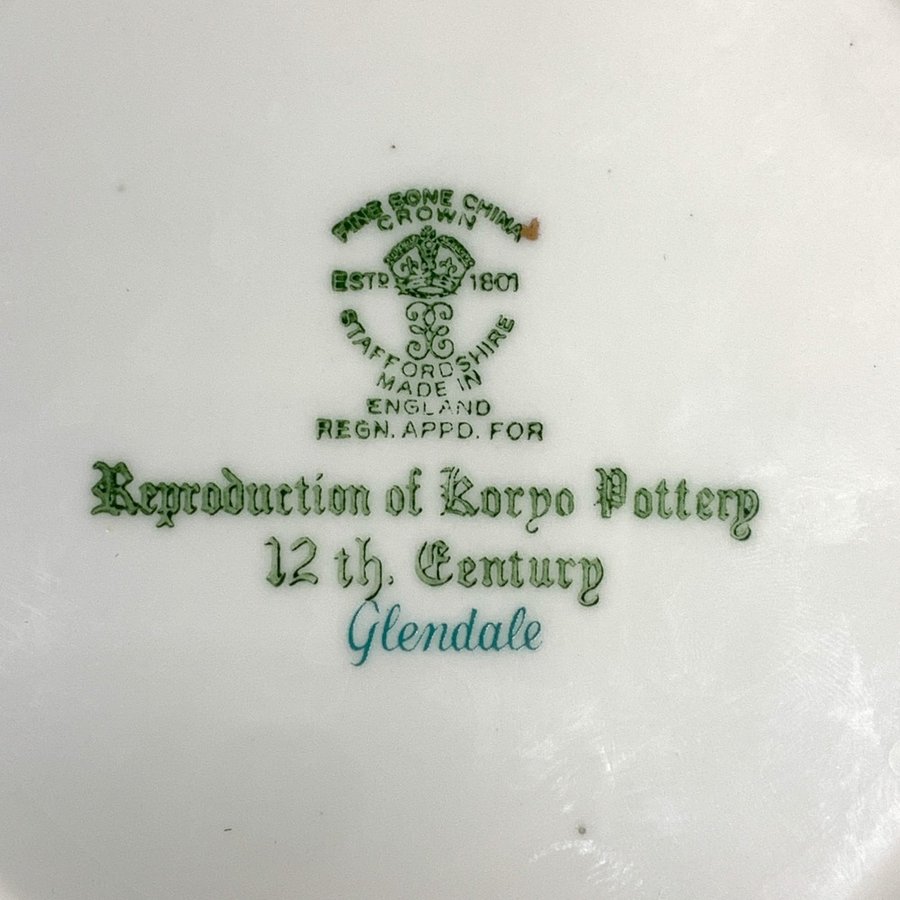 FINE BONE CHINA
CROWN
ESTD 1801
STAFFORDSHIRE
MADE IN
ENGLAND
REGN. APPD. FOR
Reproduction of Koryo Pottery
12 th. Century
Glendale